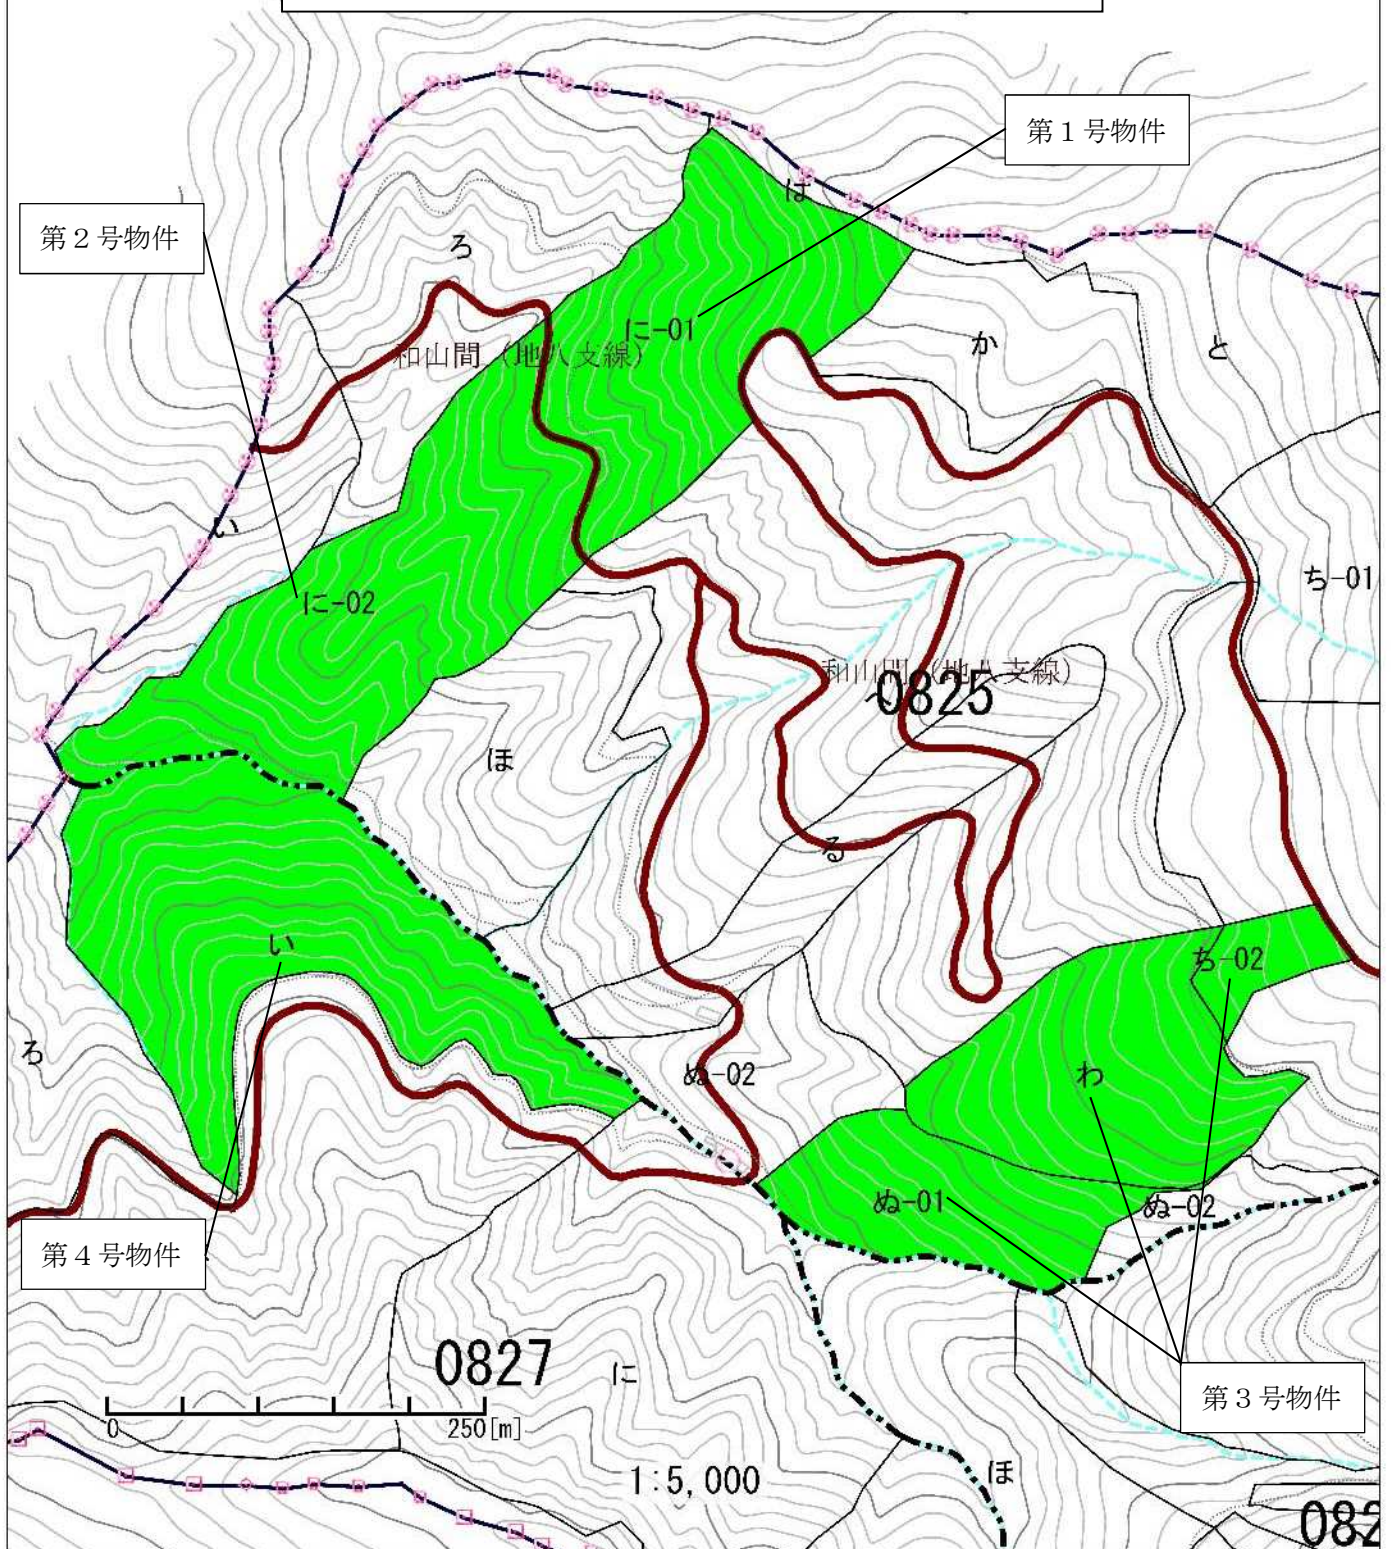 第１号物件
は
第２号物件
ろ
に-01
か
と
和山間（地八支線）
い
ち-01
に-02
和山間（地八支線）
0825
ほ
る
い
ち-02
ろ
ぬ-02
わ
ぬ-01
ぬ-02
第４号物件
0827
に
第３号物件
0
250[m]
1:5,000
ほ
082